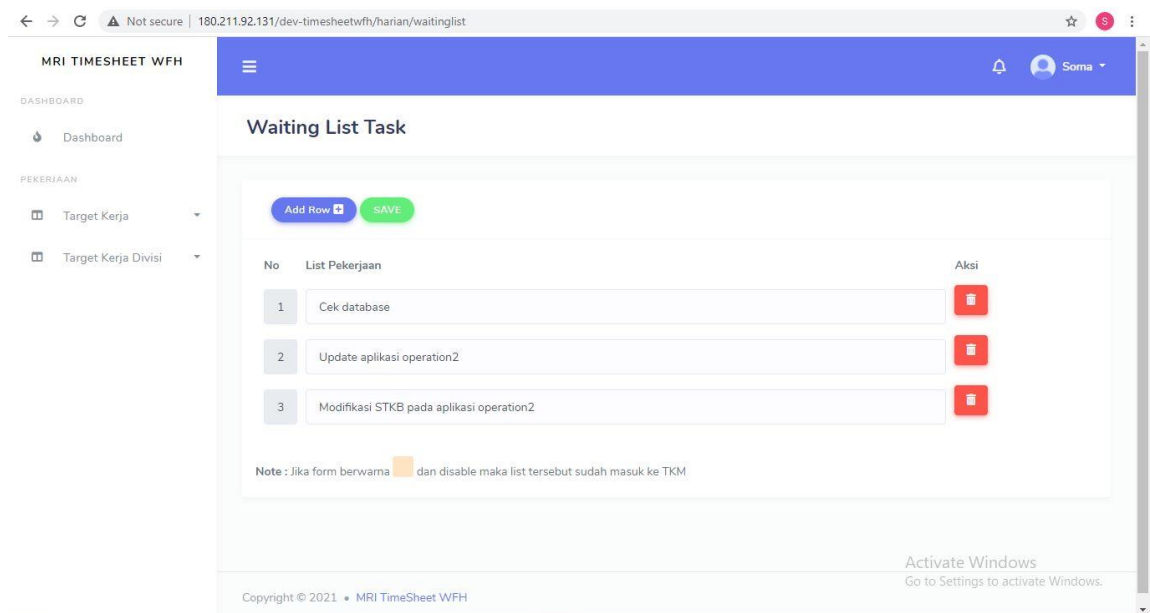 Not secure | 180.211.92.131/dev-timesheetwfh/harian/waitinglist
S
MRI TIMESHEET WFH
Soma
DASHBOARD
Dashboard
PEKERJAAN
Target Kerja
Target Kerja Divisi
Waiting List Task
Add Row
SAVE
No List Pekerjaan Aksi
1 Cek database
2 Update aplikasi operation2
3 Modifikasi STKB pada aplikasi operation2
Note : Jika form berwarna dan disable maka list tersebut sudah masuk ke TKM
Activate Windows
Go to Settings to activate Windows.
Copyright © 2021 • MRI TimeSheet WFH